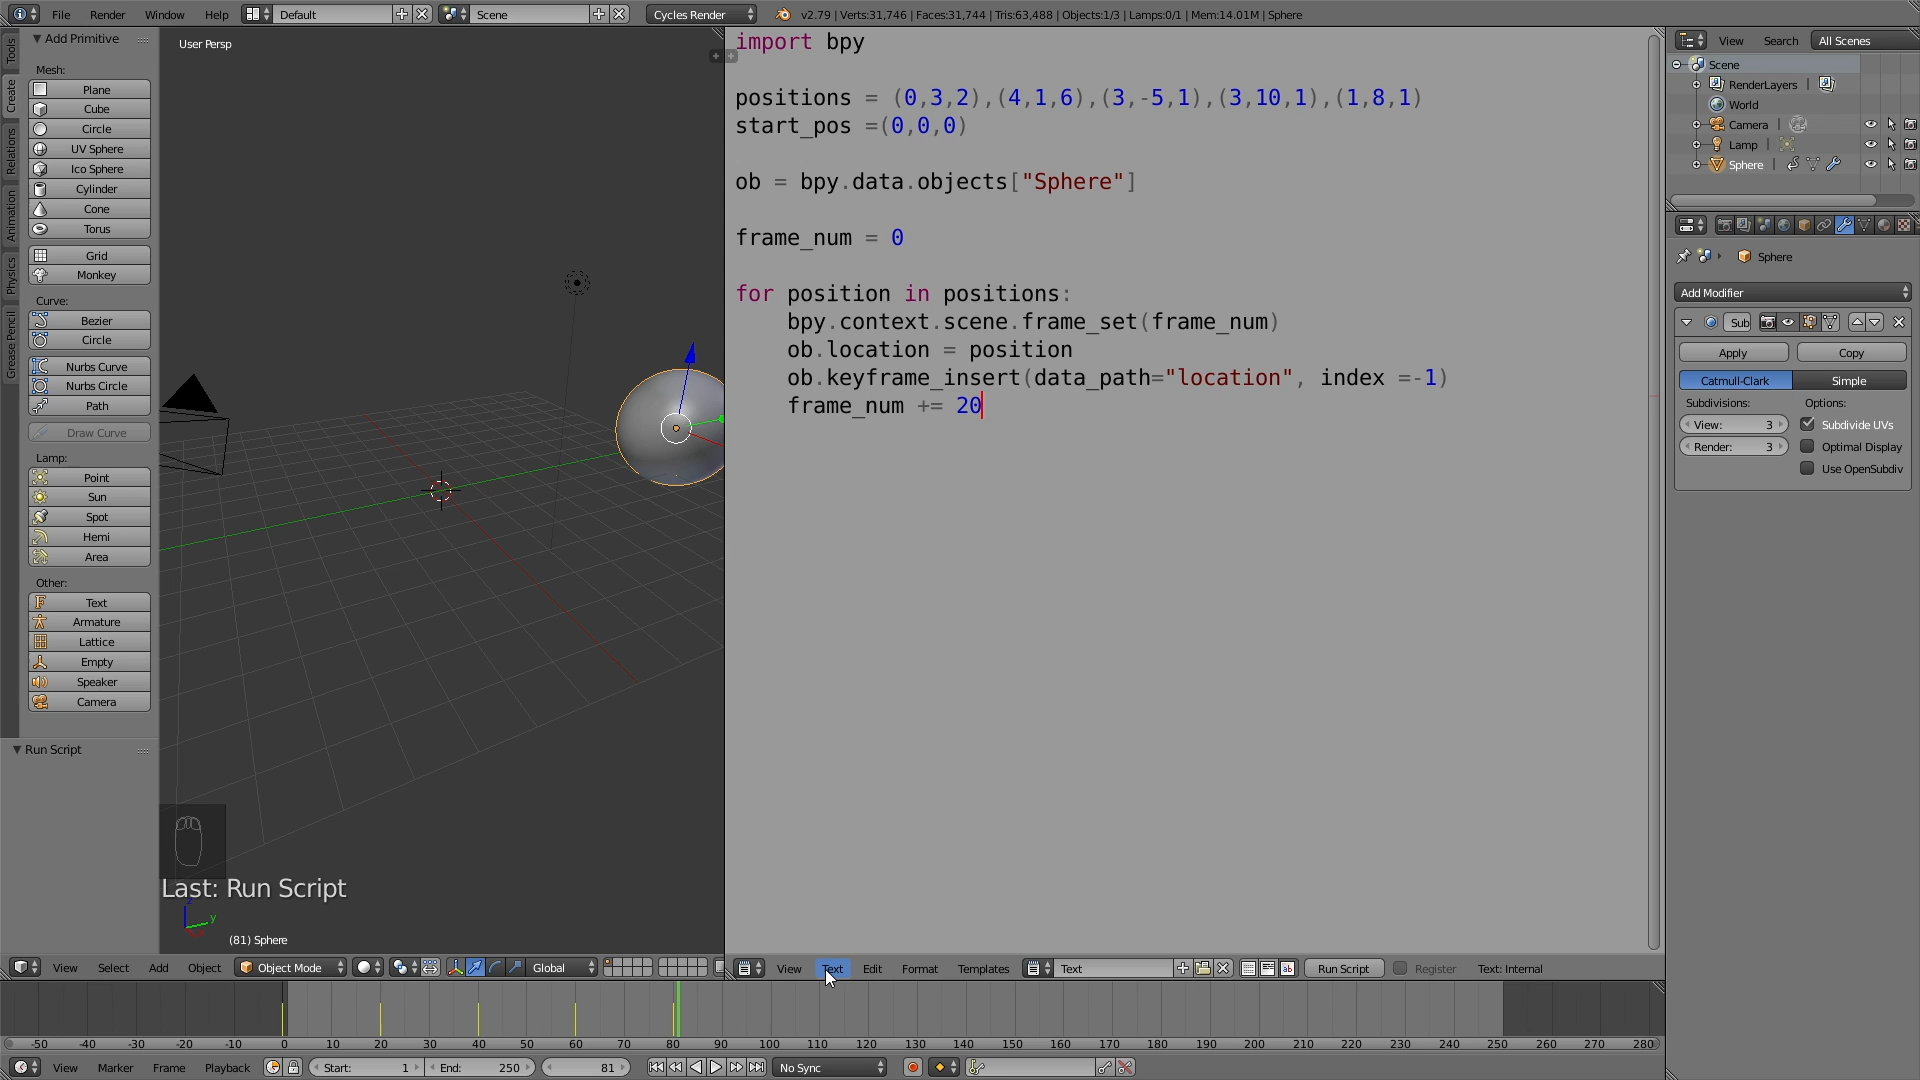 File Render Window Help Default Scene Cycles Render v2.79 | Verts:31,746 | Faces:31,744 | Tris:63,488 | Objects:1/3 | Lamps:0/1 | Mem:14.01M | Sphere
Tools
Create
Relations
Animation
Physics
Grease Pencil
Add Primitive
Mesh:
Plane
Cube
Circle
UV Sphere
Ico Sphere
Cylinder
Cone
Torus
Grid
Monkey
Curve:
Bezier
Circle
Nurbs Curve
Nurbs Circle
Path
Draw Curve
Lamp:
Point
Sun
Spot
Hemi
Area
Other:
Text
Armature
Lattice
Empty
Speaker
Camera
Run Script
User Persp
Last: Run Script
z
y
(81) Sphere
import bpy
positions = (0,3,2),(4,1,6),(3,-5,1),(3,10,1),(1,8,1)
start_pos =(0,0,0)
ob = bpy.data.objects["Sphere"]
frame_num = 0
for position in positions:
    bpy.context.scene.frame_set(frame_num)
    ob.location = position
    ob.keyframe_insert(data_path="location", index =-1)
    frame_num += 20
View Search All Scenes
Scene
RenderLayers |
World
Camera |
Lamp |
Sphere |
Sphere
Add Modifier
Sub
Apply Copy
Catmull-Clark Simple
Subdivisions: Options:
View: 3 Subdivide UVs
Render: 3 Optimal Display
Use OpenSubdiv
View Select Add Object Object Mode Global
View Text Edit Format Templates Text Run Script Register Text: Internal
-50 -40 -30 -20 -10 0 10 20 30 40 50 60 70 80 90 100 110 120 130 140 150 160 170 180 190 200 210 220 230 240 250 260 270 280
View Marker Frame Playback Start: 1 End: 250 81 No Sync